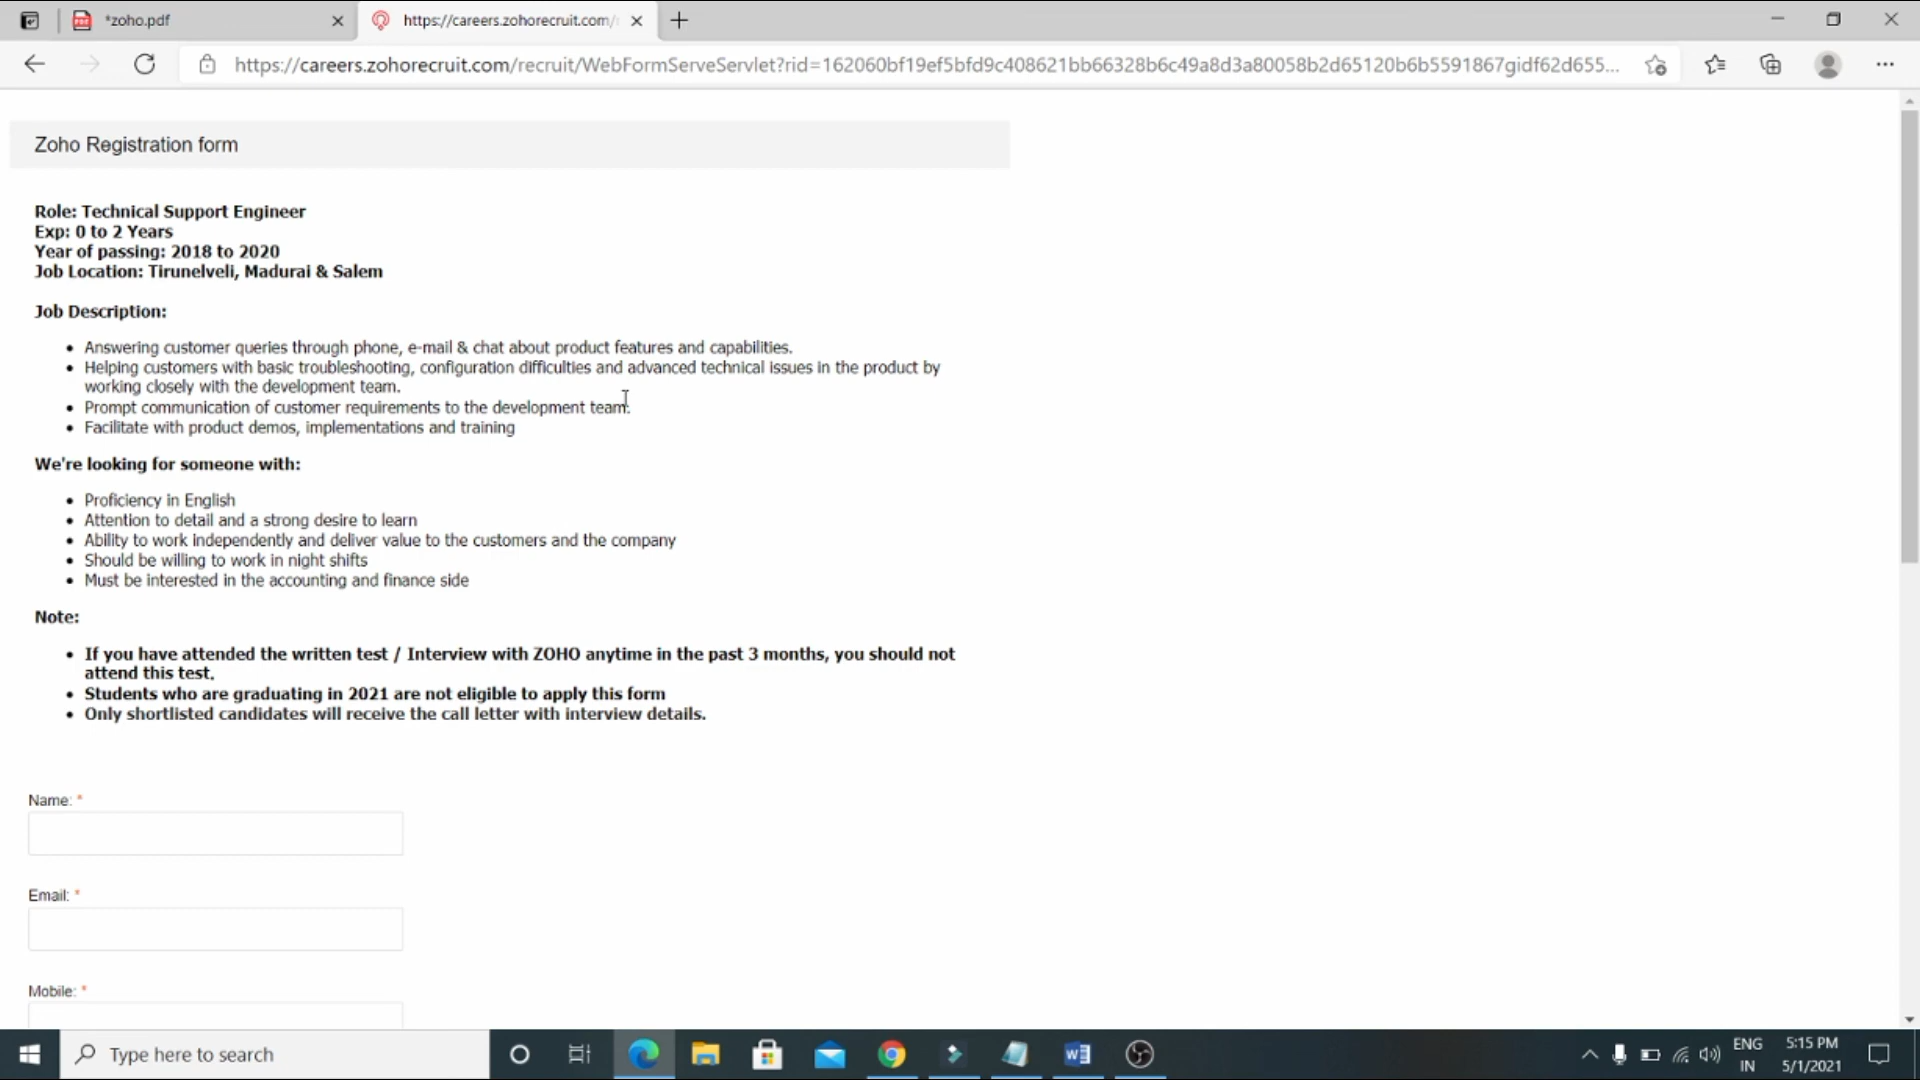 *zoho.pdf
https://careers.zohorecruit.com/
https://careers.zohorecruit.com/recruit/WebFormServeServlet?rid=162060bf19ef5bfd9c408621bb66328b6c49a8d3a80058b2d65120b6b5591867gidf62d655...
Zoho Registration form
Role: Technical Support Engineer
Exp: 0 to 2 Years
Year of passing: 2018 to 2020
Job Location: Tirunelveli, Madurai & Salem
Job Description:
• Answering customer queries through phone, e-mail & chat about product features and capabilities.
• Helping customers with basic troubleshooting, configuration difficulties and advanced technical issues in the product by
working closely with the development team.
• Prompt communication of customer requirements to the development team.
• Facilitate with product demos, implementations and training
We're looking for someone with:
• Proficiency in English
• Attention to detail and a strong desire to learn
• Ability to work independently and deliver value to the customers and the company
• Should be willing to work in night shifts
• Must be interested in the accounting and finance side
Note:
• If you have attended the written test / Interview with ZOHO anytime in the past 3 months, you should not
attend this test.
• Students who are graduating in 2021 are not eligible to apply this form
• Only shortlisted candidates will receive the call letter with interview details.
Name: *
Email: *
Mobile: *
Type here to search
ENG
IN
5:15 PM
5/1/2021